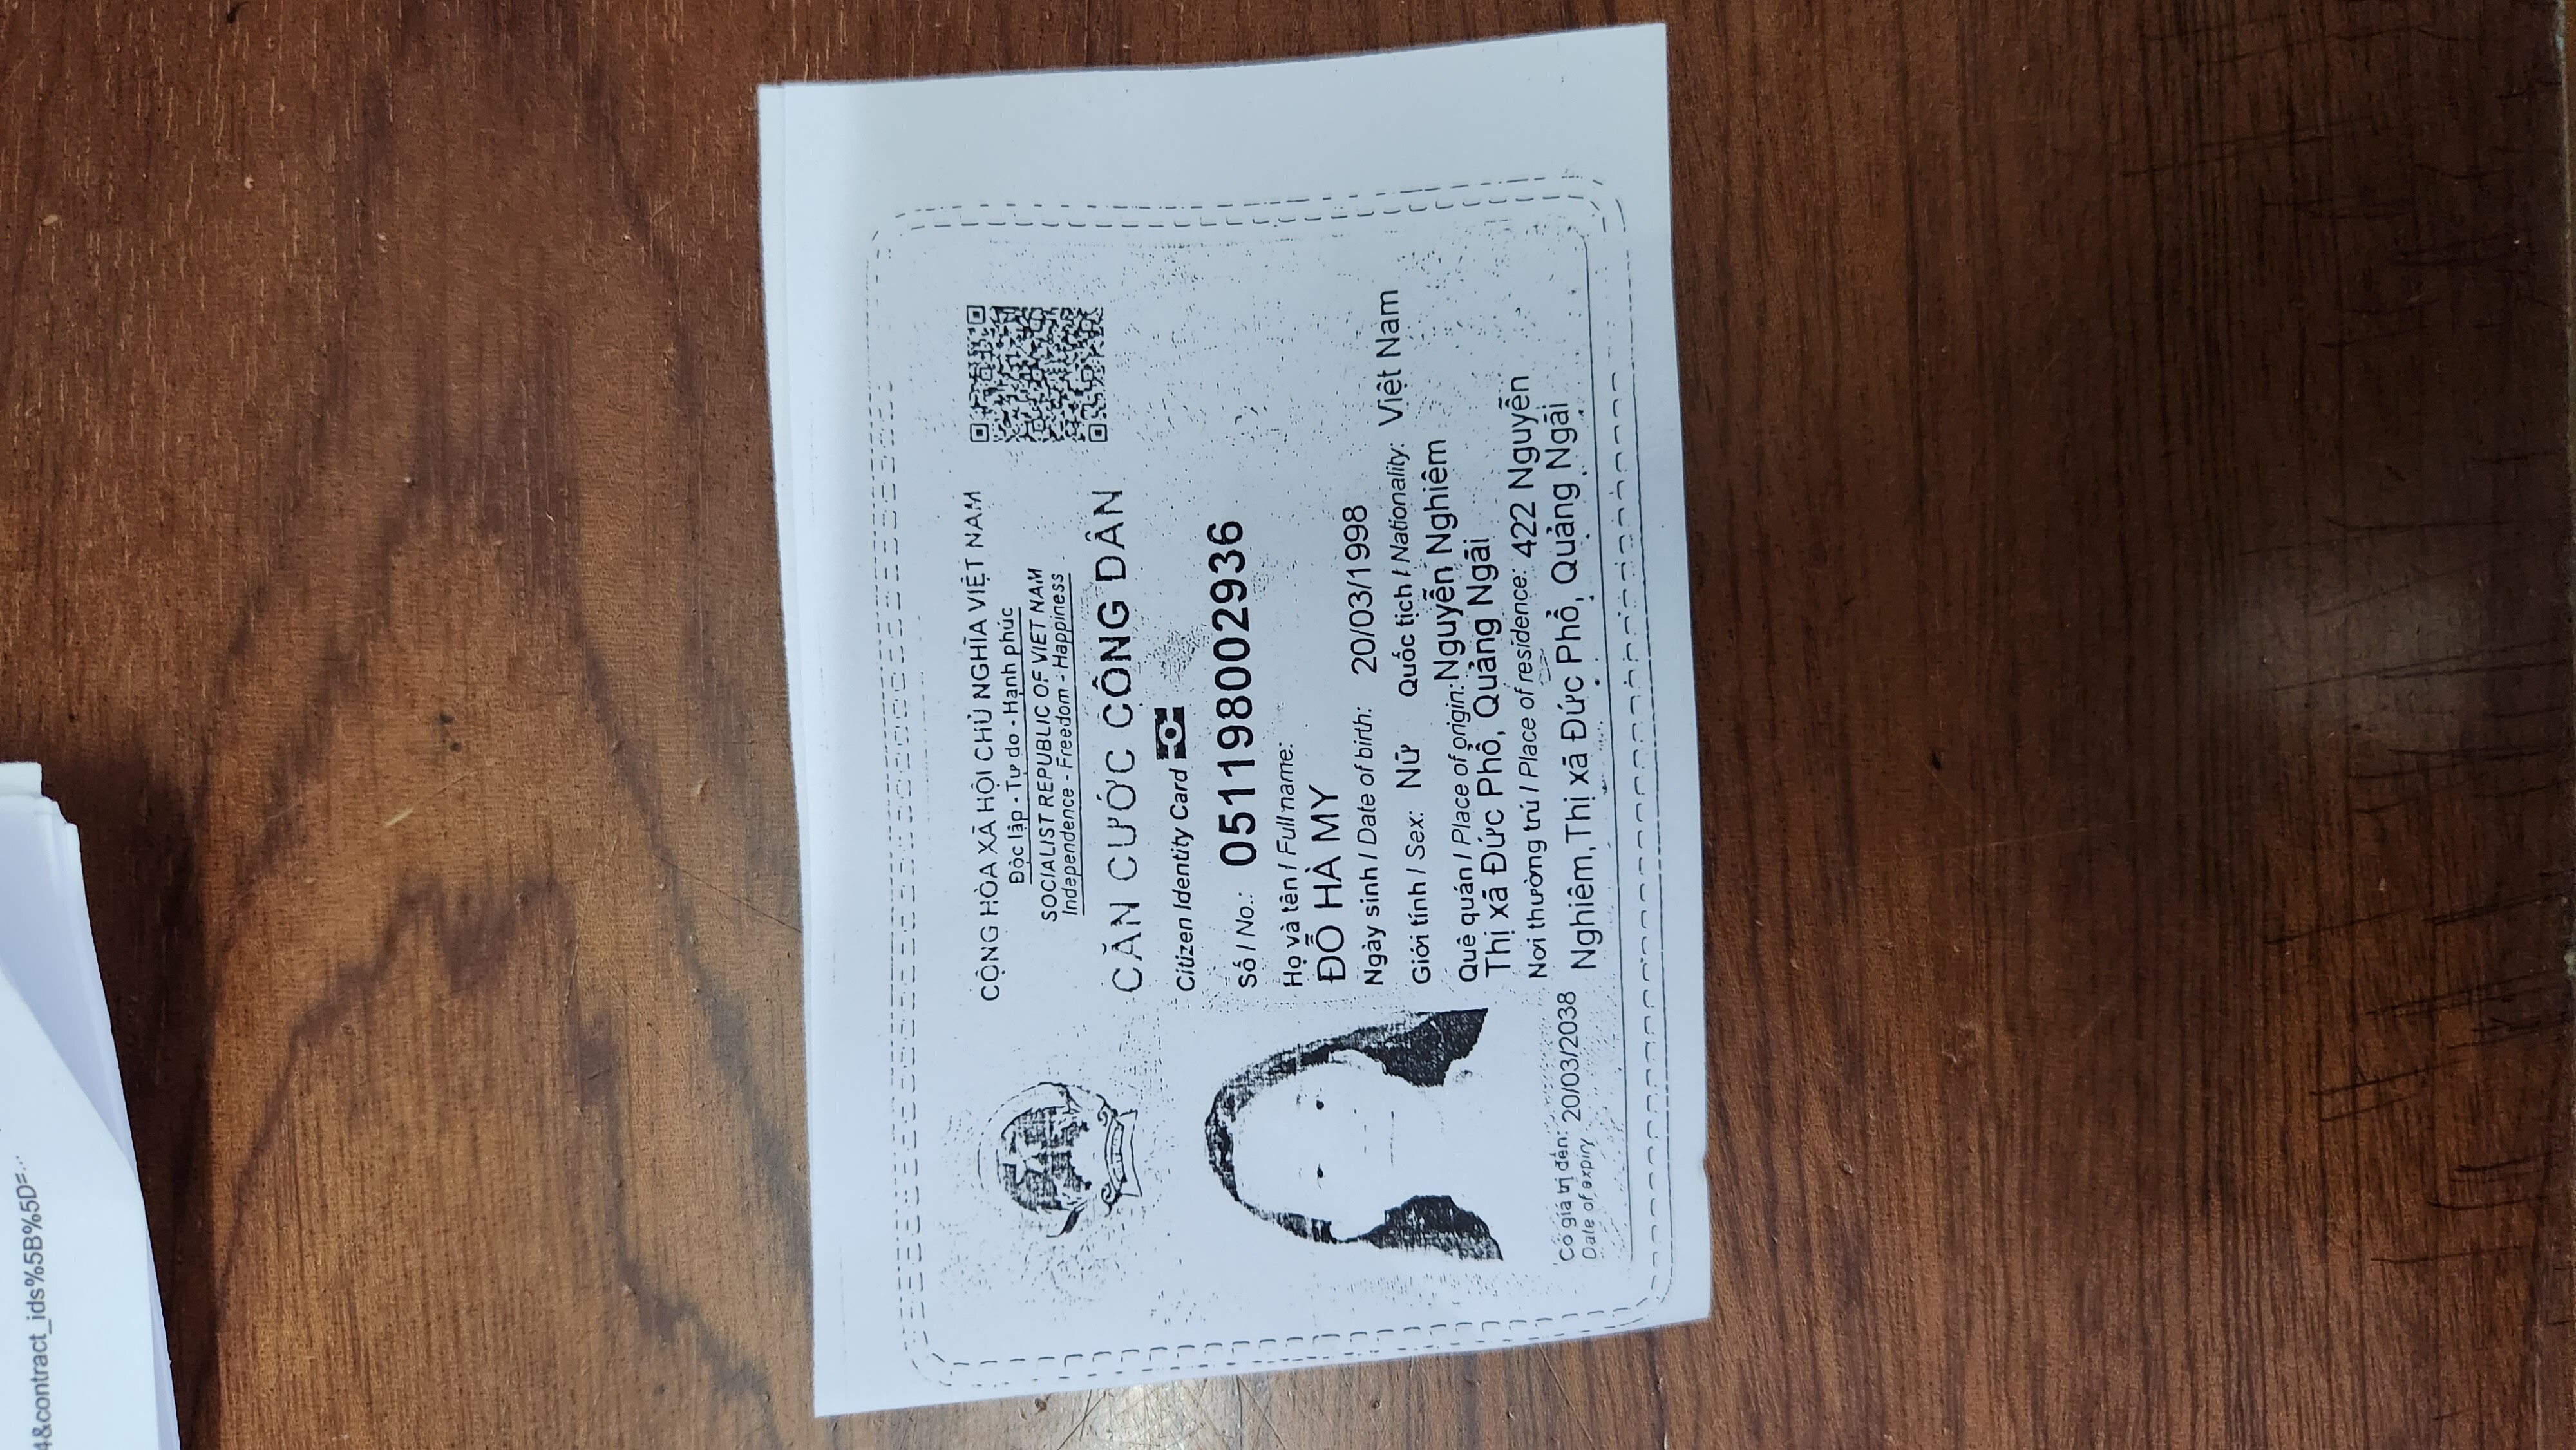 CỘNG HÒA XÃ HỘI CHỦ NGHĨA VIỆT NAM
Độc lập - Tự do - Hạnh phúc
SOCIALIST REPUBLIC OF VIET NAM
Independence - Freedom - Happiness
CĂN CƯỚC CÔNG DÂN
Citizen Identity Card
Số / No.: 051198002936
Họ và tên / Full name:
ĐỖ HÀ MY
Ngày sinh / Date of birth: 20/03/1998
Giới tính / Sex: Nữ Quốc tịch / Nationality: Việt Nam
Quê quán / Place of origin: Nguyễn Nghiêm
Thị xã Đức Phổ, Quảng Ngãi
Nơi thường trú / Place of residence: 422 Nguyễn
Nghiêm, Thị xã Đức Phổ, Quảng Ngãi
Có giá trị đến: 20/03/2038
Date of expiry
4&contract_ids%5B%5D=...